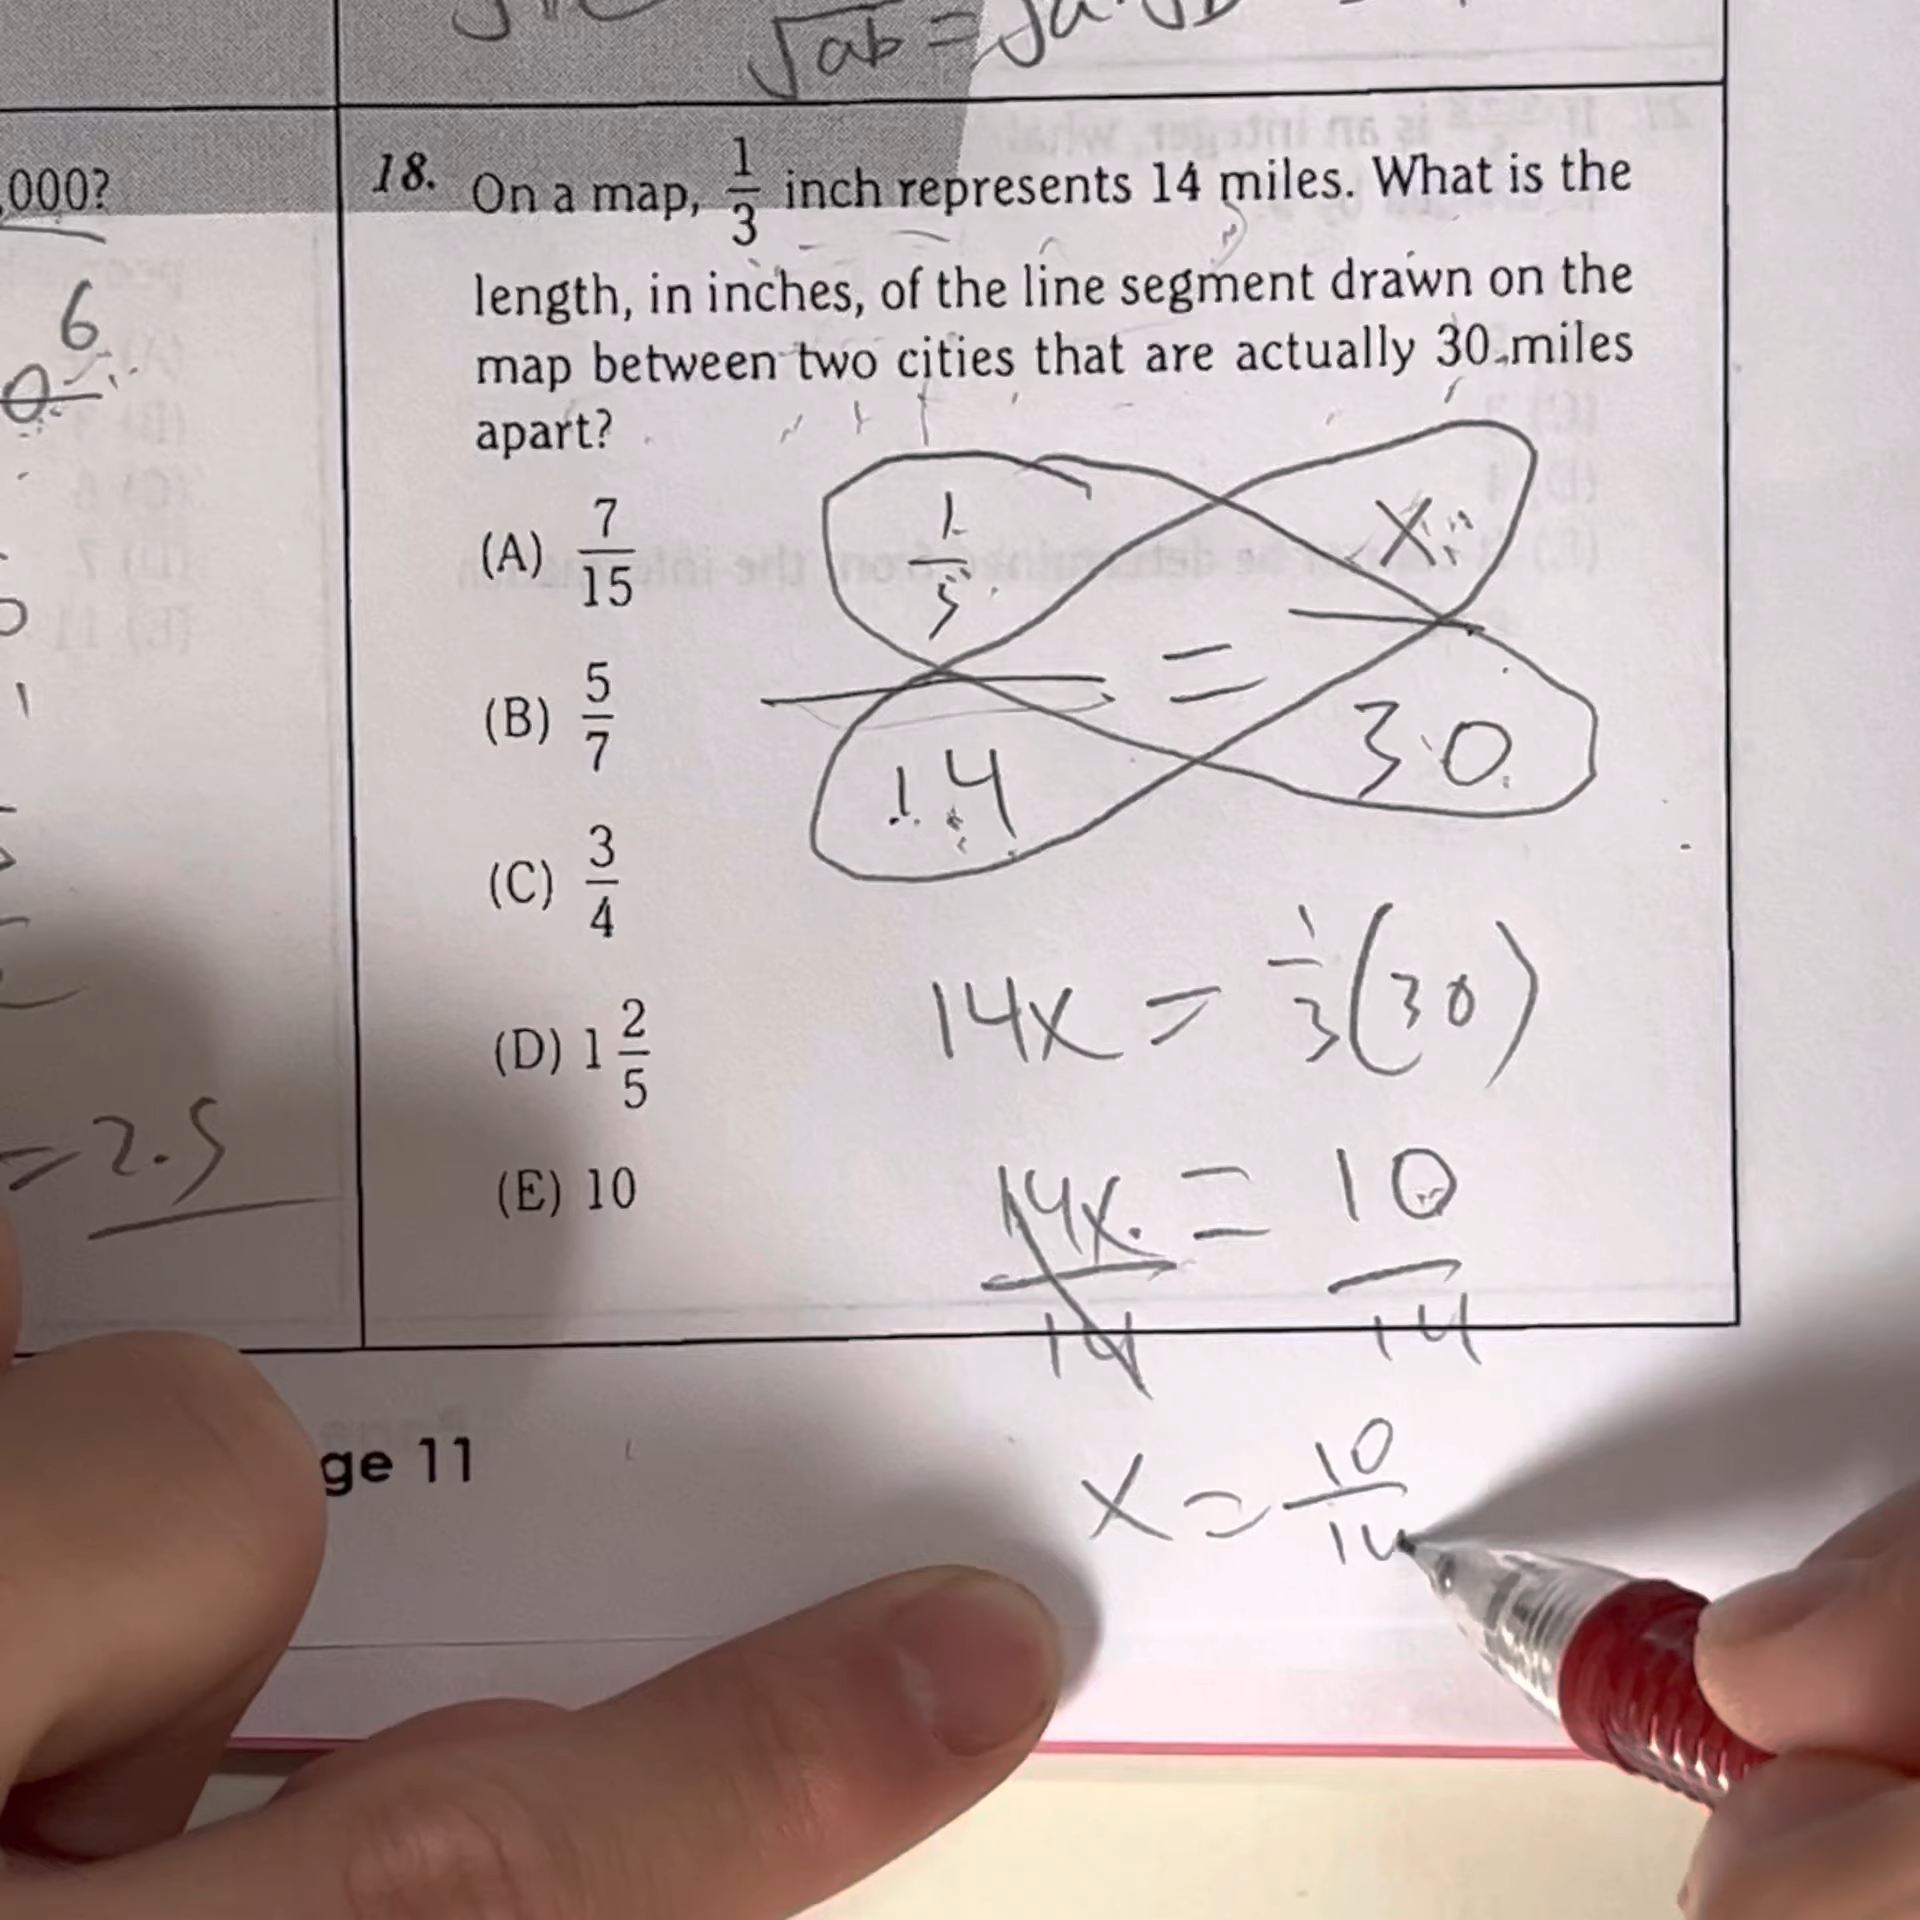 √ab = √a · √b
,000?
6
0
= 2.5
18. On a map, 1/3 inch represents 14 miles. What is the
length, in inches, of the line segment drawn on the
map between two cities that are actually 30 miles
apart?
(A) 7/15
(B) 5/7
(C) 3/4
(D) 1 2/5
(E) 10
1/3 / 14 = x / 30
14x = 1/3 (30)
14x/14 = 10/14
x = 10/14
ge 11